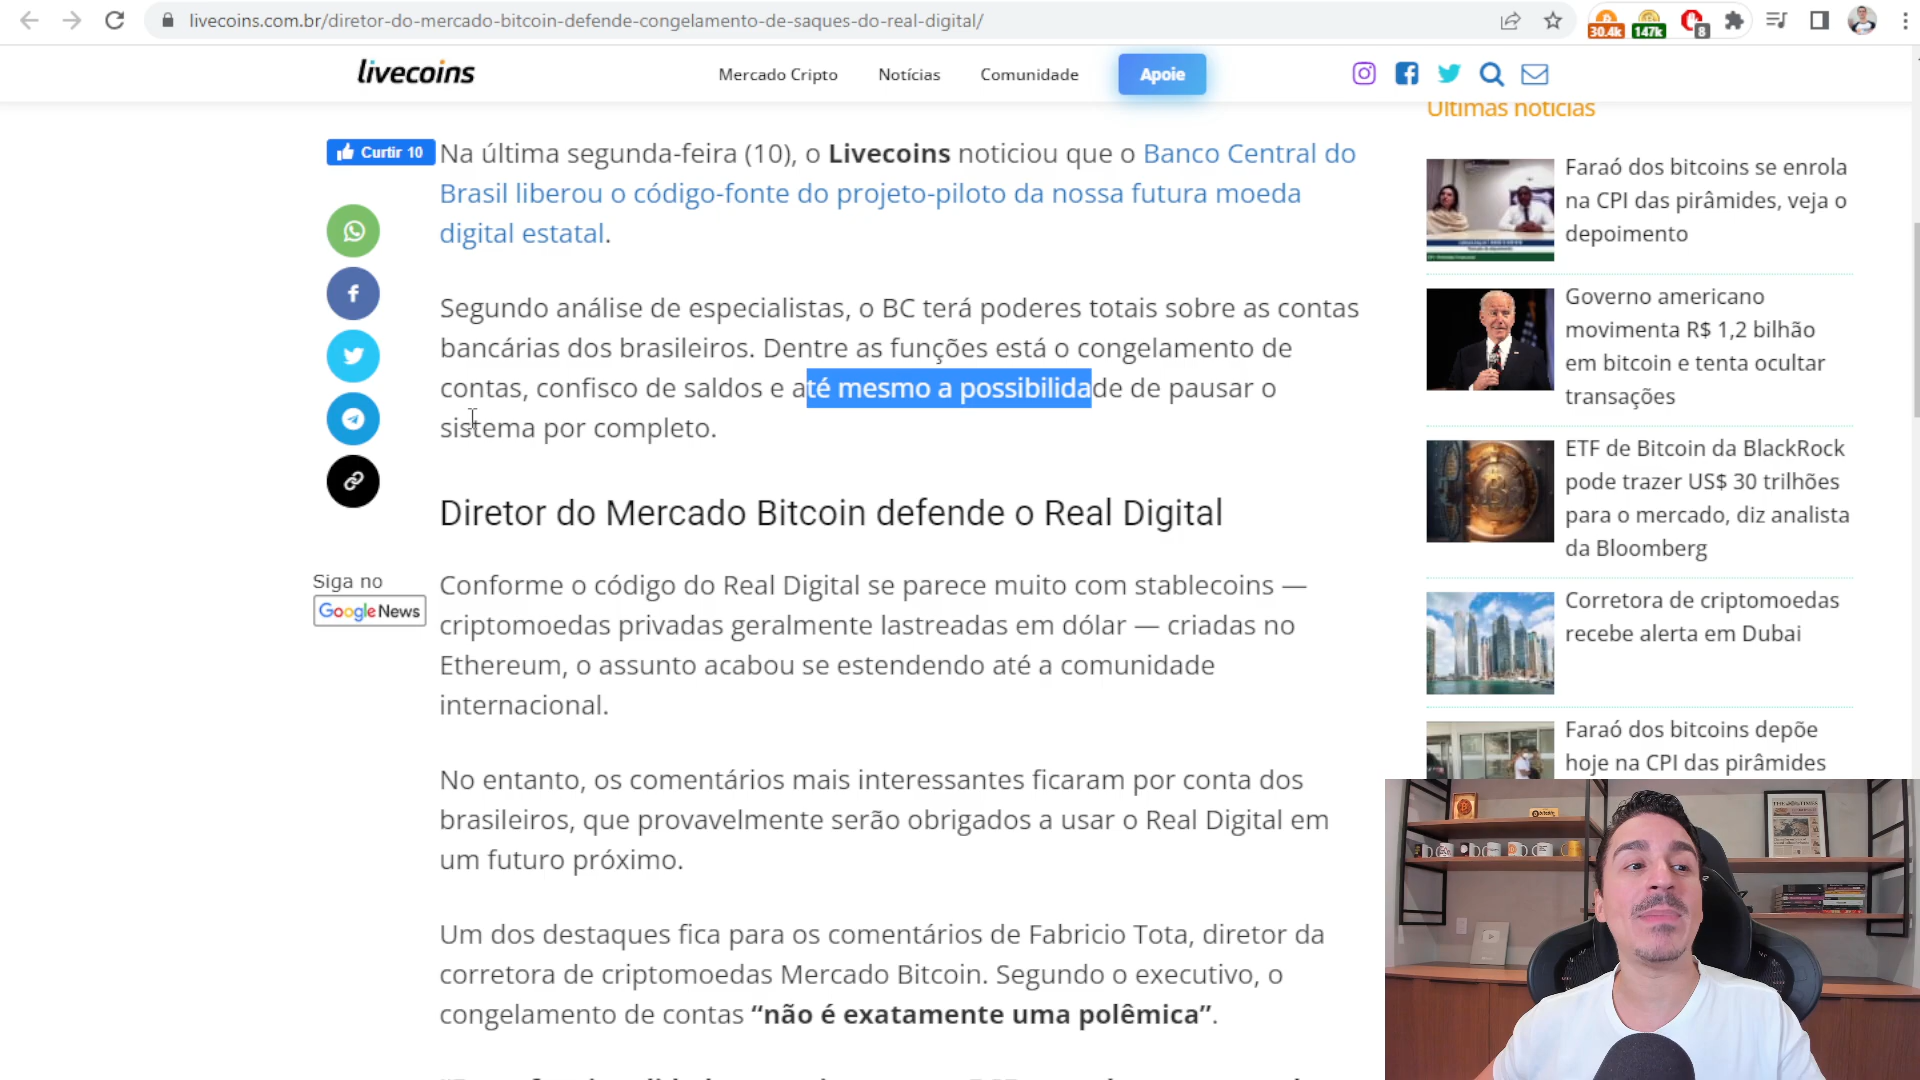 livecoins.com.br/diretor-do-mercado-bitcoin-defende-congelamento-de-saques-do-real-digital/
30.4k
147k
8
livecoins
Mercado Cripto
Notícias
Comunidade
Apoie
Curtir 10
Na última segunda-feira (10), o Livecoins noticiou que o Banco Central do
Brasil liberou o código-fonte do projeto-piloto da nossa futura moeda
digital estatal.
Segundo análise de especialistas, o BC terá poderes totais sobre as contas
bancárias dos brasileiros. Dentre as funções está o congelamento de
contas, confisco de saldos e até mesmo a possibilidade de pausar o
sistema por completo.
Diretor do Mercado Bitcoin defende o Real Digital
Siga no
Google News
Conforme o código do Real Digital se parece muito com stablecoins —
criptomoedas privadas geralmente lastreadas em dólar — criadas no
Ethereum, o assunto acabou se estendendo até a comunidade
internacional.
No entanto, os comentários mais interessantes ficaram por conta dos
brasileiros, que provavelmente serão obrigados a usar o Real Digital em
um futuro próximo.
Um dos destaques fica para os comentários de Fabricio Tota, diretor da
corretora de criptomoedas Mercado Bitcoin. Segundo o executivo, o
congelamento de contas “não é exatamente uma polêmica”.
Últimas notícias
Faraó dos bitcoins se enrola
na CPI das pirâmides, veja o
depoimento
Governo americano
movimenta R$ 1,2 bilhão
em bitcoin e tenta ocultar
transações
ETF de Bitcoin da BlackRock
pode trazer US$ 30 trilhões
para o mercado, diz analista
da Bloomberg
Corretora de criptomoedas
recebe alerta em Dubai
Faraó dos bitcoins depõe
hoje na CPI das pirâmides